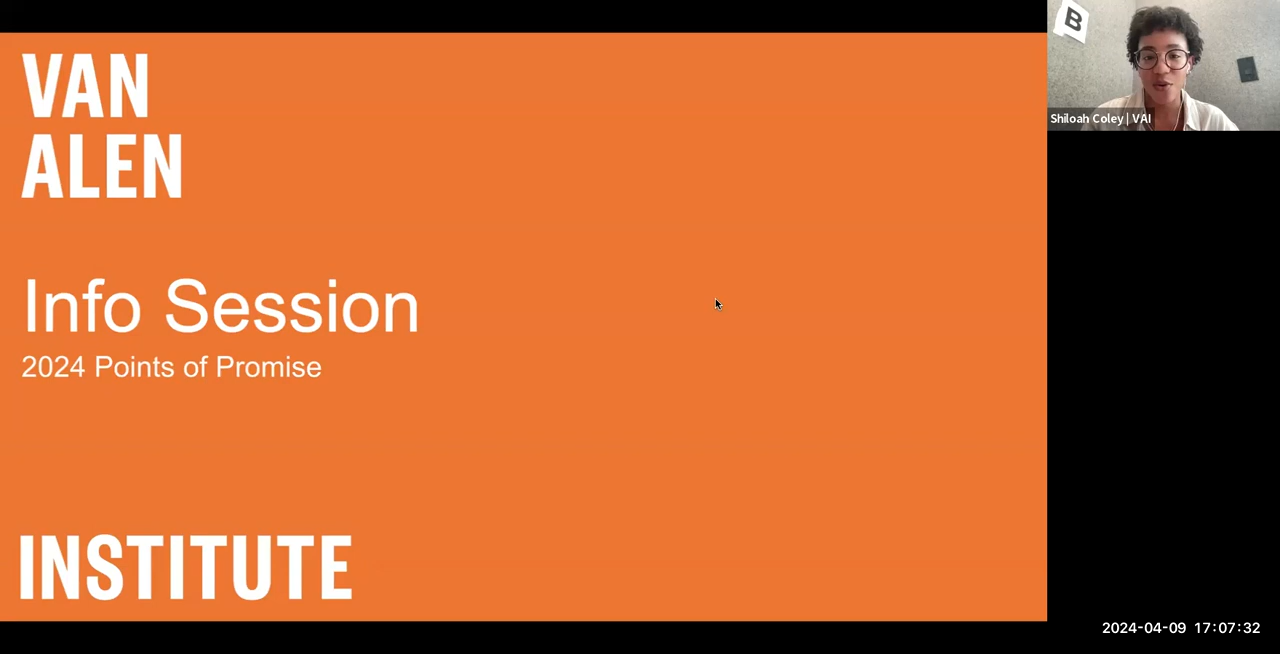 VAN
ALEN
Info Session
2024 Points of Promise
INSTITUTE
B
Shiloah Coley | VAI
2024-04-09 17:07:32